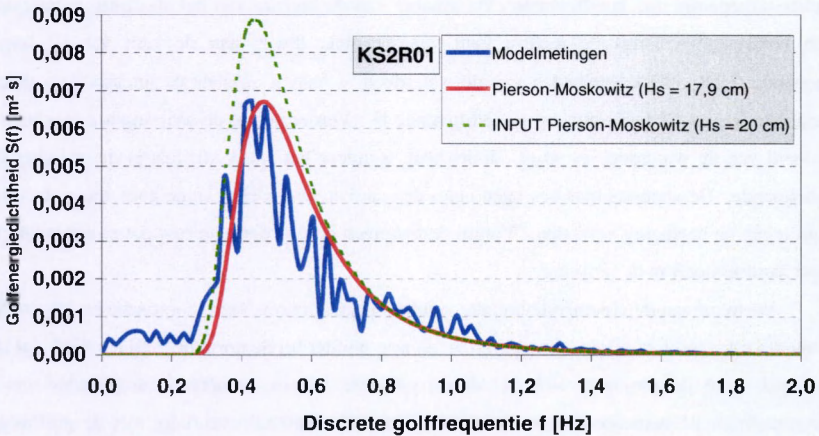 0,009
0,008
0,007
0,006
0,005
0,004
0,003
0,002
0,001
0.000
Golfenergiedichtheid S(f) [m² s]
KS2R01
Modelmetingen
Pierson-Moskowitz (Hs = 17,9 cm)
INPUT Pierson-Moskowitz (Hs = 20 cm)
0,0 0,2 0,4 0,6 0,8 1,0 1,2 1,4 1,6 1,8 2,0
Discrete golffrequentie f [Hz]